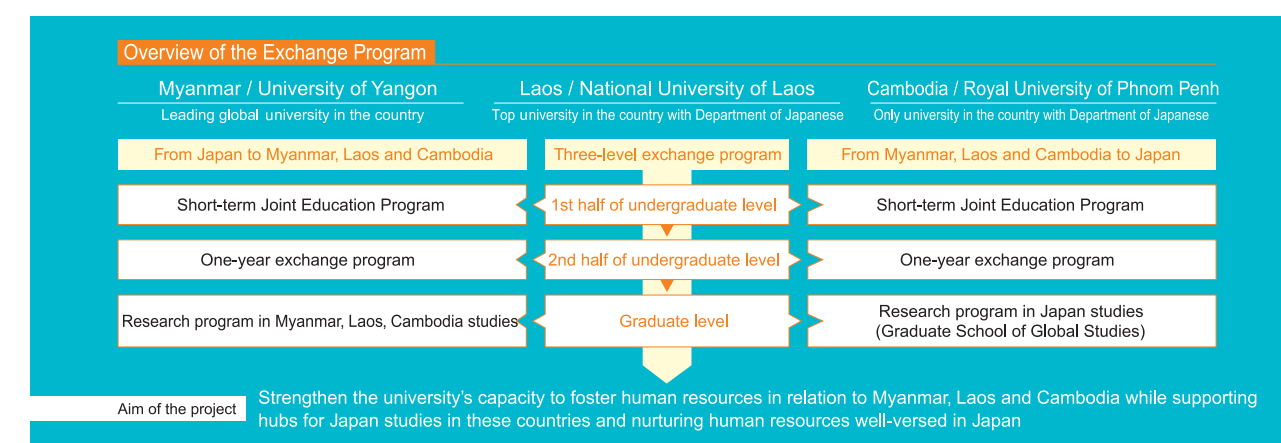 Overview of the Exchange Program
Myanmar / University of Yangon
Leading global university in the country
Laos / National University of Laos
Top university in the country with Department of Japanese
Cambodia / Royal University of Phnom Penh
Only university in the country with Department of Japanese
From Japan to Myanmar, Laos and Cambodia
Three-level exchange program
From Myanmar, Laos and Cambodia to Japan
Short-term Joint Education Program
1st half of undergraduate level
Short-term Joint Education Program
One-year exchange program
2nd half of undergraduate level
One-year exchange program
Research program in Myanmar, Laos, Cambodia studies
Graduate level
Research program in Japan studies
(Graduate School of Global Studies)
Aim of the project
Strengthen the university's capacity to foster human resources in relation to Myanmar, Laos and Cambodia while supporting
hubs for Japan studies in these countries and nurturing human resources well-versed in Japan